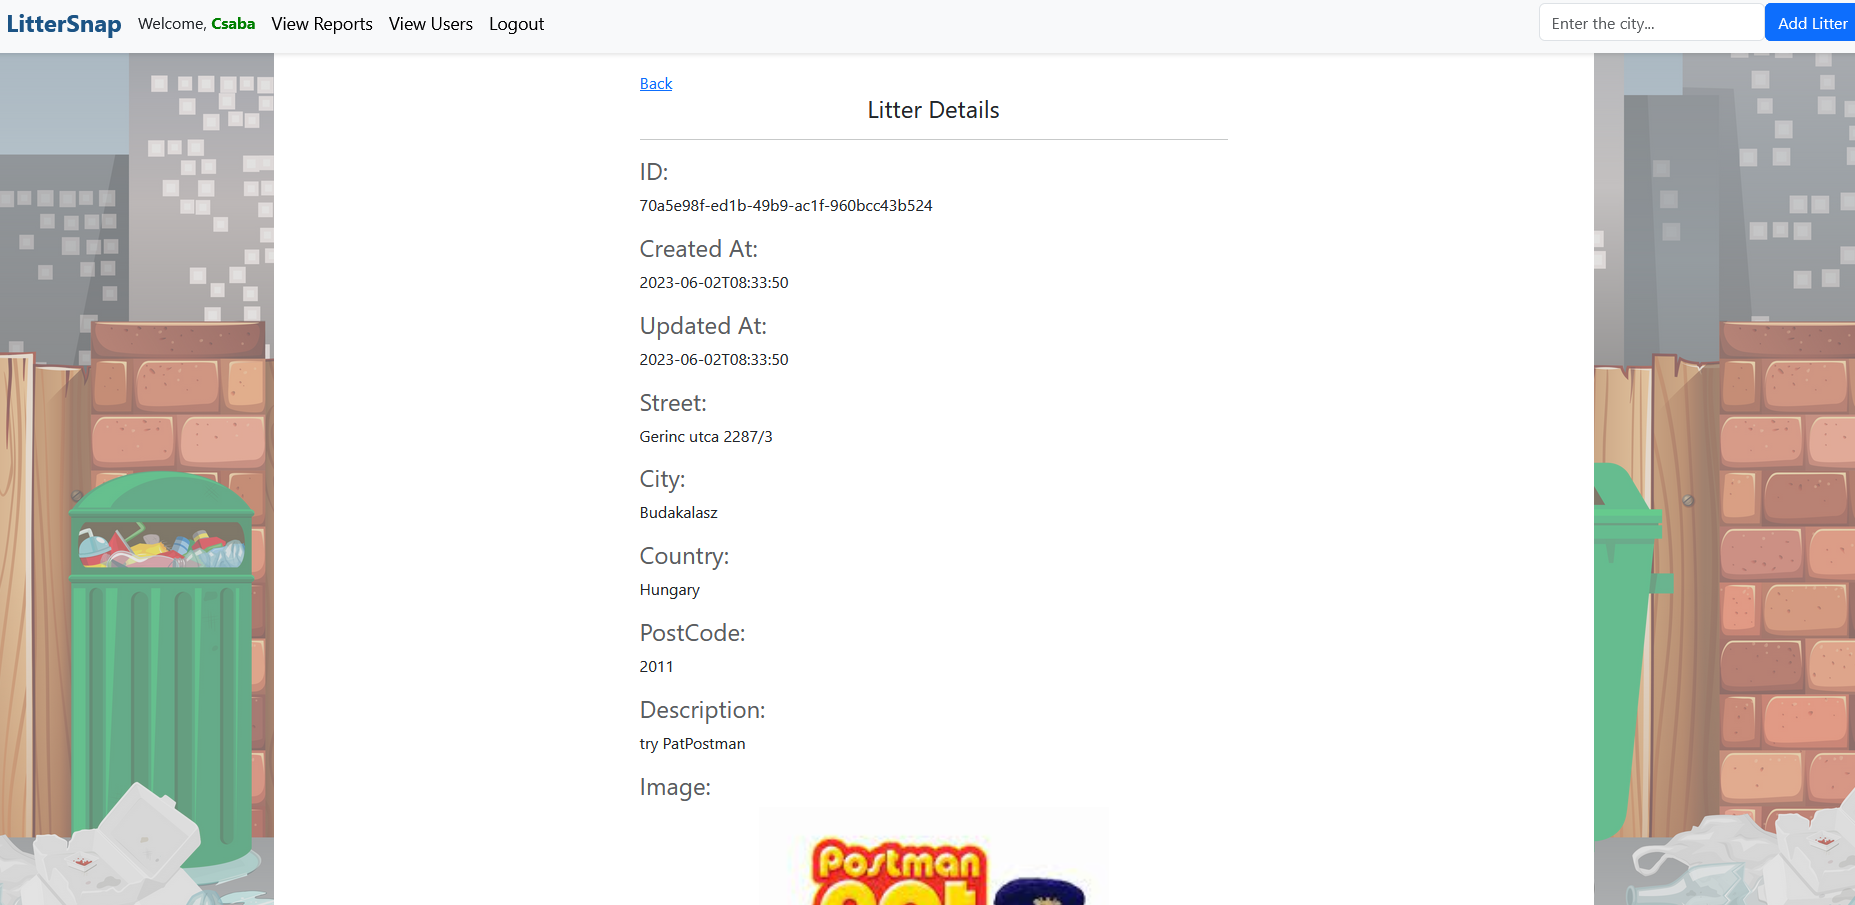 LitterSnap Welcome, Csaba View Reports View Users Logout Enter the city... Add Litter
Back
Litter Details
ID:
70a5e98f-ed1b-49b9-ac1f-960bcc43b524
Created At:
2023-06-02T08:33:50
Updated At:
2023-06-02T08:33:50
Street:
Gerinc utca 2287/3
City:
Budakalasz
Country:
Hungary
PostCode:
2011
Description:
try PatPostman
Image:
Postman
Pat